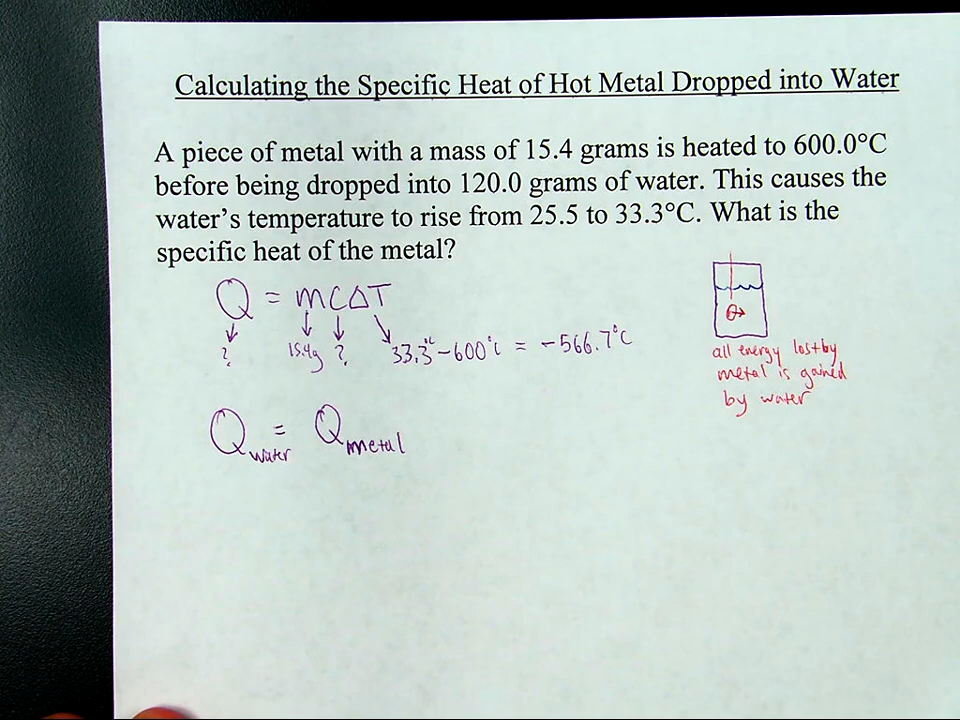 Calculating the Specific Heat of Hot Metal Dropped into Water
A piece of metal with a mass of 15.4 grams is heated to 600.0°C
before being dropped into 120.0 grams of water. This causes the
water's temperature to rise from 25.5 to 33.3°C. What is the
specific heat of the metal?
Q = mCΔT
? 15.4g ? 33.3°C - 600°C = -566.7°C
all energy lost by
metal is gained
by water
Q water = Q metal